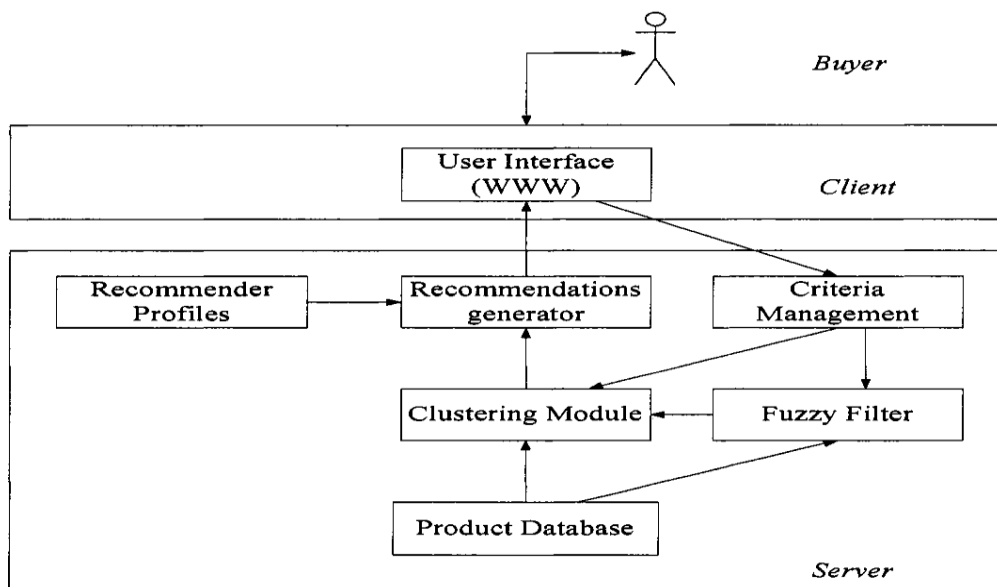 Buyer
User Interface
(WWW)
Client
Recommender
Profiles
Recommendations
generator
Criteria
Management
Clustering Module
Fuzzy Filter
Product Database
Server